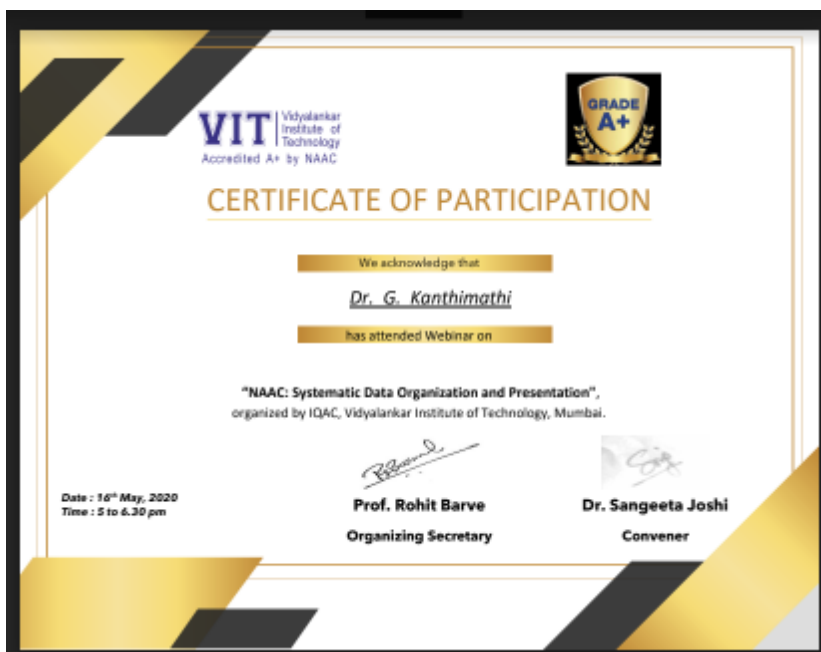 VIT Vidyalankar
Institute of
Technology
Accredited A+ by NAAC
GRADE
A+
CERTIFICATE OF PARTICIPATION
We acknowledge that
Dr. G. Kanthimathi
has attended Webinar on
“NAAC: Systematic Data Organization and Presentation”,
organized by IQAC, Vidyalankar Institute of Technology, Mumbai.
Date : 16th May, 2020
Time : 5 to 6.30 pm
Prof. Rohit Barve
Organizing Secretary
Dr. Sangeeta Joshi
Convener